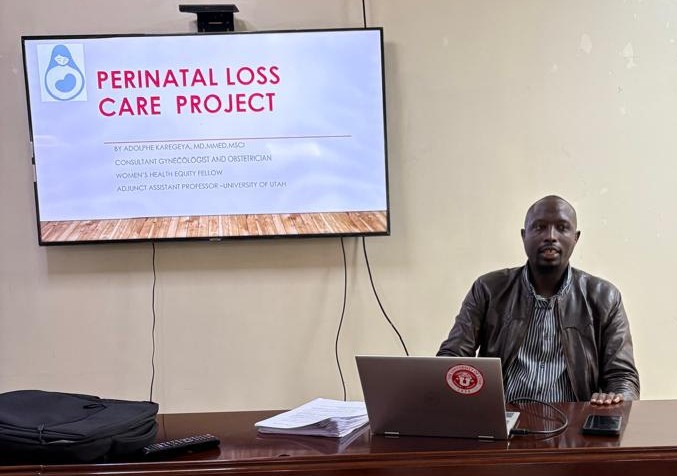 PERINATAL LOSS
CARE PROJECT
BY ADOLPHE KAREGEYA, MD,MMED,MSCI
CONSULTANT GYNECOLOGIST AND OBSTETRICIAN
WOMEN'S HEALTH EQUITY FELLOW
ADJUNCT ASSISTANT PROFESSOR –UNIVERSITY OF UTAH
U